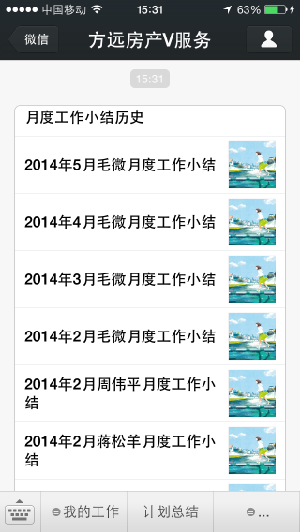 中国移动 15:31 63%
微信 方远房产V服务
15:31
月度工作小结历史
2014年5月毛微月度工作小结
2014年4月毛微月度工作小结
2014年3月毛微月度工作小结
2014年2月毛微月度工作小结
2014年2月周伟平月度工作小
结
2014年2月蒋松羊月度工作小
结
我的工作 计划总结 ...